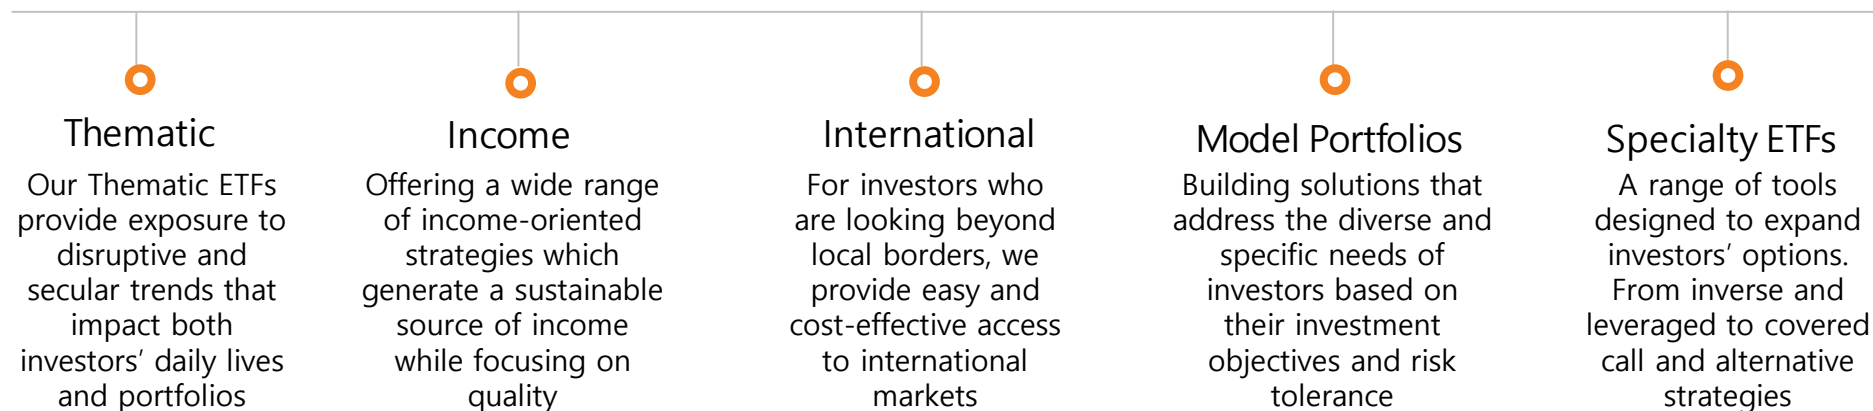 Thematic
Our Thematic ETFs
provide exposure to
disruptive and
secular trends that
impact both
investors’ daily lives
and portfolios
Income
Offering a wide range
of income-oriented
strategies which
generate a sustainable
source of income
while focusing on
quality
International
For investors who
are looking beyond
local borders, we
provide easy and
cost-effective access
to international
markets
Model Portfolios
Building solutions that
address the diverse and
specific needs of
investors based on
their investment
objectives and risk
tolerance
Specialty ETFs
A range of tools
designed to expand
investors’ options.
From inverse and
leveraged to covered
call and alternative
strategies